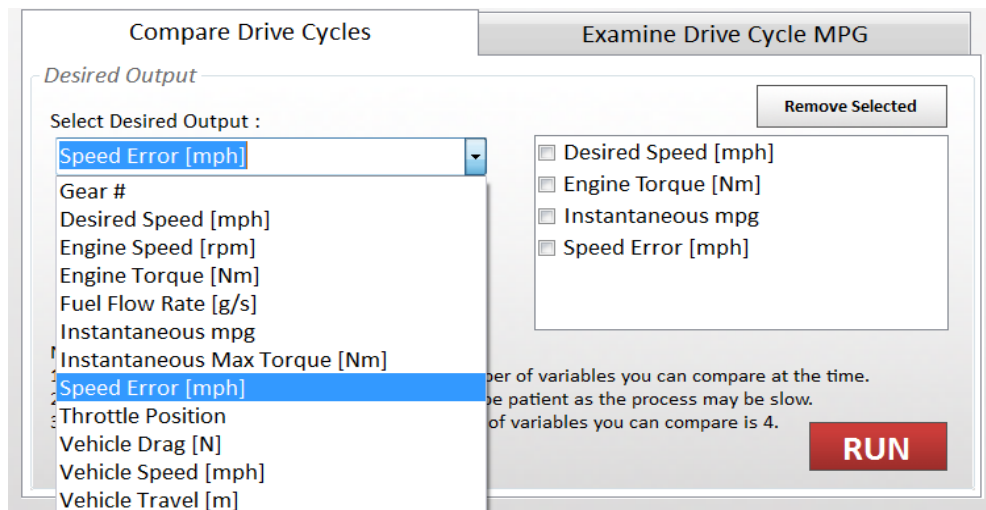 Compare Drive Cycles
Examine Drive Cycle MPG
Desired Output
Remove Selected
Select Desired Output :
Speed Error [mph]
Gear #
Desired Speed [mph]
Engine Speed [rpm]
Engine Torque [Nm]
Fuel Flow Rate [g/s]
Instantaneous mpg
Instantaneous Max Torque [Nm]
Speed Error [mph]
Throttle Position
Vehicle Drag [N]
Vehicle Speed [mph]
Vehicle Travel [m]
Desired Speed [mph]
Engine Torque [Nm]
Instantaneous mpg
Speed Error [mph]
of variables you can compare at the time.
be patient as the process may be slow.
of variables you can compare is 4.
RUN